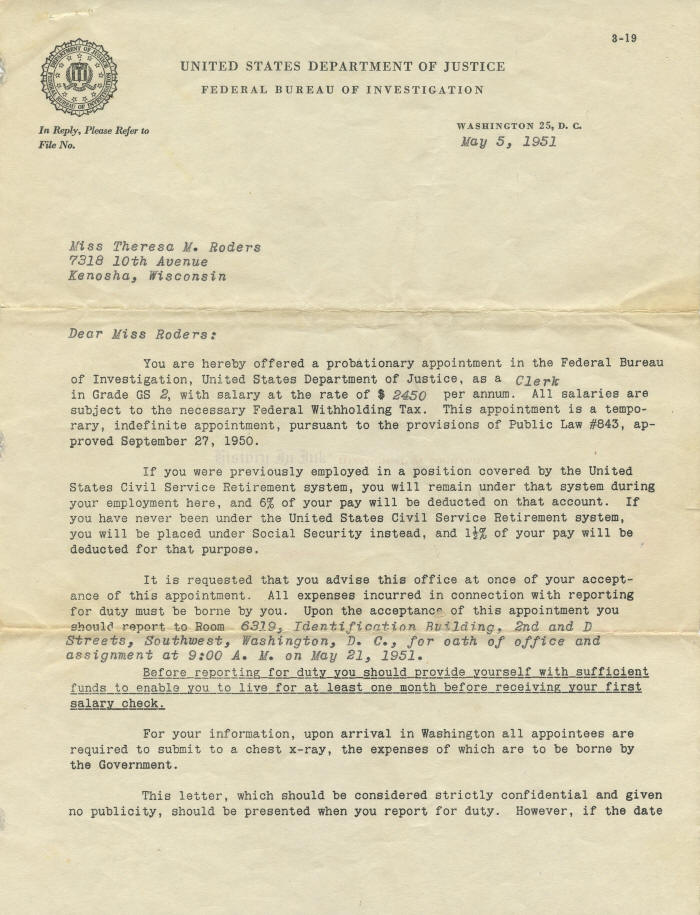 3-19
UNITED STATES DEPARTMENT OF JUSTICE
FEDERAL BUREAU OF INVESTIGATION
In Reply, Please Refer to
File No.
WASHINGTON 25, D. C.
May 5, 1951
Miss Theresa M. Roders
7318 10th Avenue
Kenosha, Wisconsin
Dear Miss Roders:
You are hereby offered a probationary appointment in the Federal Bureau
of Investigation, United States Department of Justice, as a Clerk
in Grade GS 2, with salary at the rate of $ 2450 per annum. All salaries are
subject to the necessary Federal Withholding Tax. This appointment is a tempo-
rary, indefinite appointment, pursuant to the provisions of Public Law #843, ap-
proved September 27, 1950.
History In Ink
If you were previously employed in a position covered by the United
States Civil Service Retirement system, you will remain under that system during
your employment here, and 6% of your pay will be deducted on that account. If
you have never been under the United States Civil Service Retirement system,
you will be placed under Social Security instead, and 1½% of your pay will be
deducted for that purpose.
It is requested that you advise this office at once of your accept-
ance of this appointment. All expenses incurred in connection with reporting
for duty must be borne by you. Upon the acceptance of this appointment you
should report to Room 6319, Identification Building, 2nd and D
Streets, Southwest, Washington, D. C., for oath of office and
assignment at 9:00 A. M. on May 21, 1951.
Before reporting for duty you should provide yourself with sufficient
funds to enable you to live for at least one month before receiving your first
salary check.
For your information, upon arrival in Washington all appointees are
required to submit to a chest x-ray, the expenses of which are to be borne by
the Government.
This letter, which should be considered strictly confidential and given
no publicity, should be presented when you report for duty. However, if the date